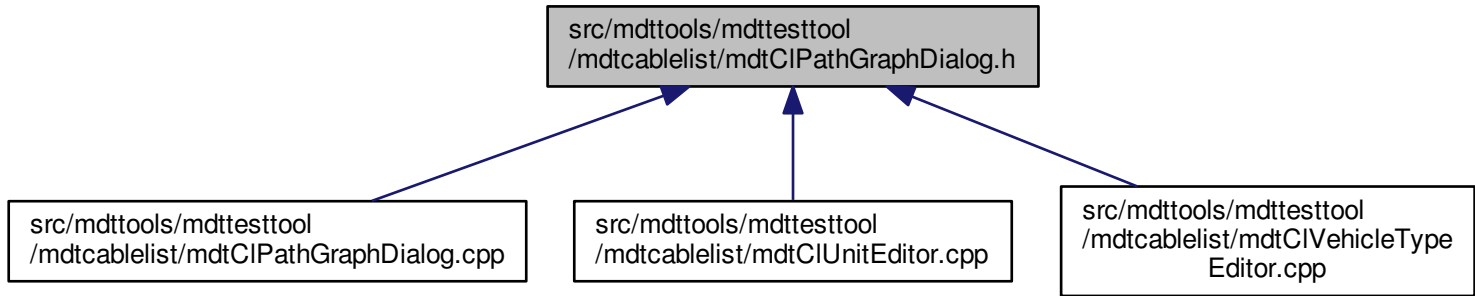 src/mdttools/mdttesttool
/mdtcablelist/mdtClPathGraphDialog.h
src/mdttools/mdttesttool
/mdtcablelist/mdtClPathGraphDialog.cpp
src/mdttools/mdttesttool
/mdtcablelist/mdtClUnitEditor.cpp
src/mdttools/mdttesttool
/mdtcablelist/mdtClVehicleType
Editor.cpp